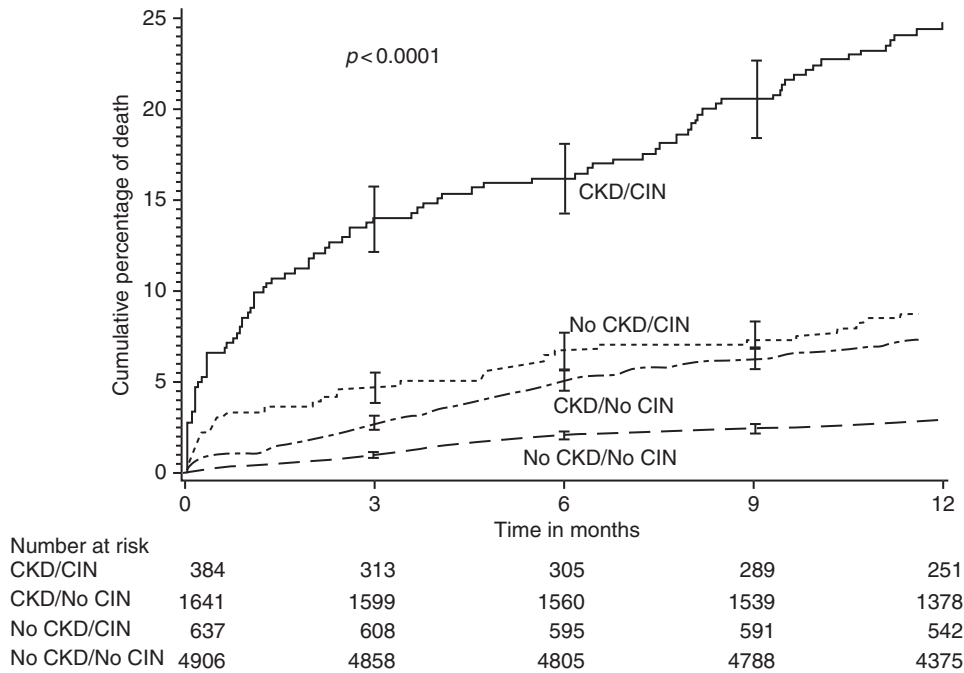 25
p<0.0001
20
Cumulative percentage of death
15
CKD/CIN
10
No CKD/CIN
5
CKD/No CIN
No CKD/No CIN
0
0 3 6 9 12
Time in months
Number at risk
CKD/CIN 384 313 305 289 251
CKD/No CIN 1641 1599 1560 1539 1378
No CKD/CIN 637 608 595 591 542
No CKD/No CIN 4906 4858 4805 4788 4375